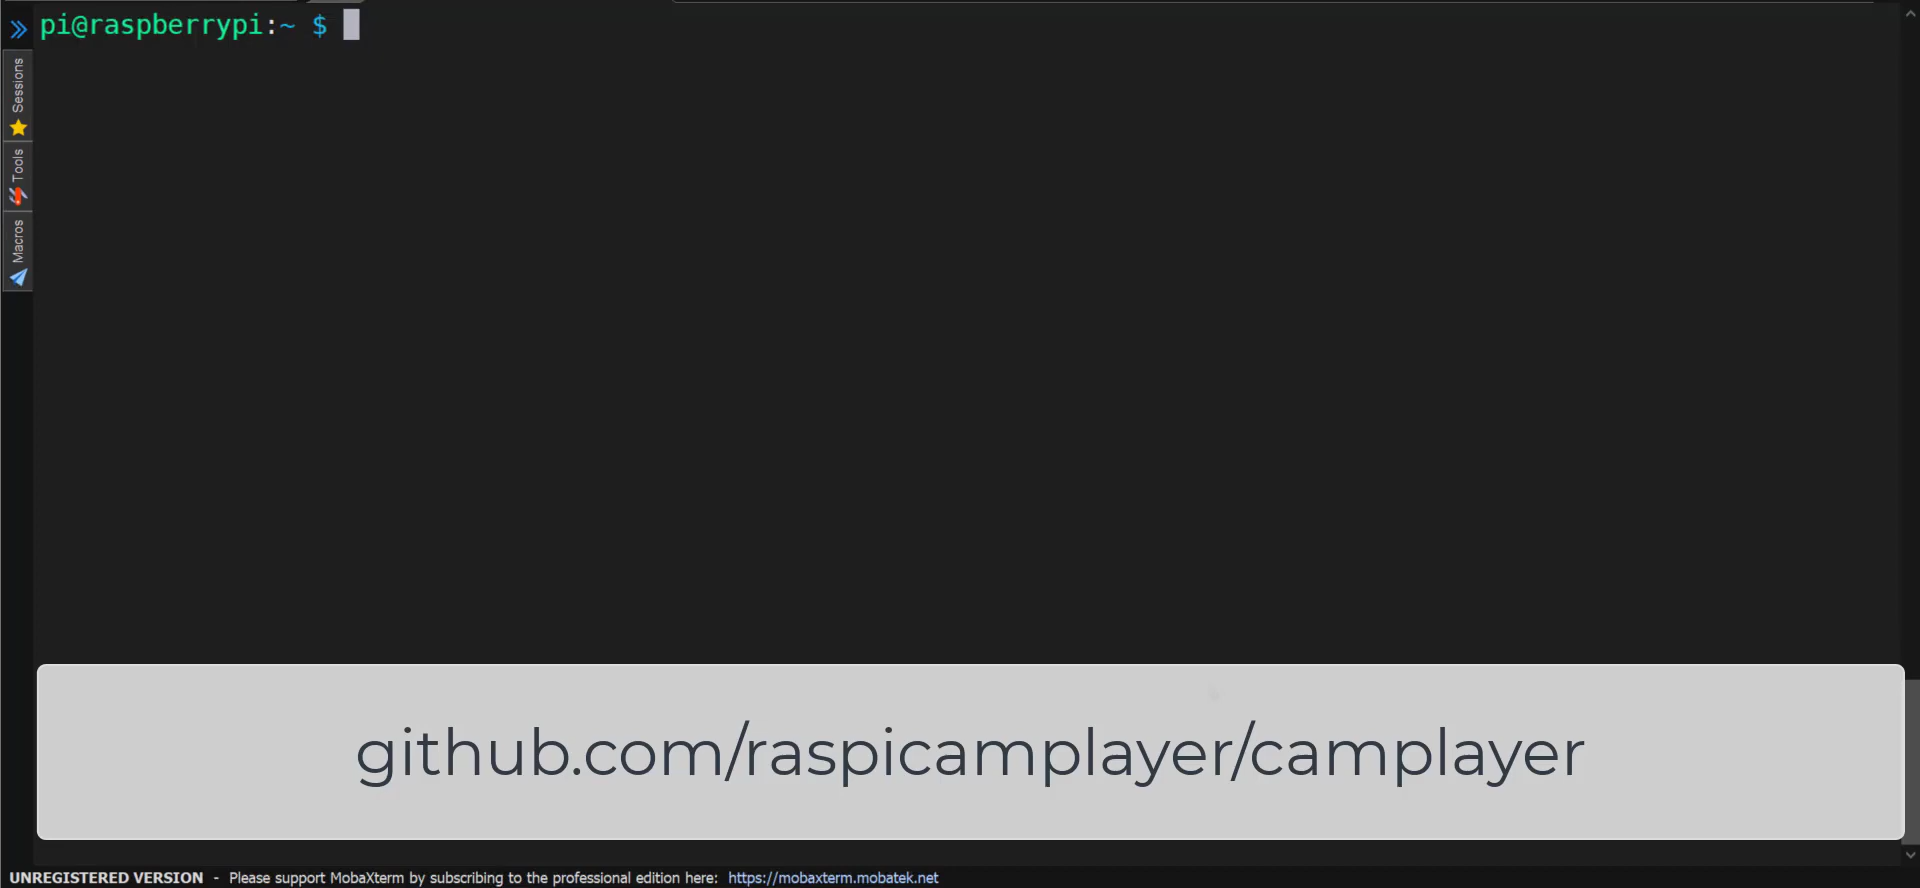 pi@raspberrypi:~ $
Sessions
Tools
Macros
github.com/raspicamplayer/camplayer
UNREGISTERED VERSION - Please support MobaXterm by subscribing to the professional edition here: https://mobaxterm.mobatek.net